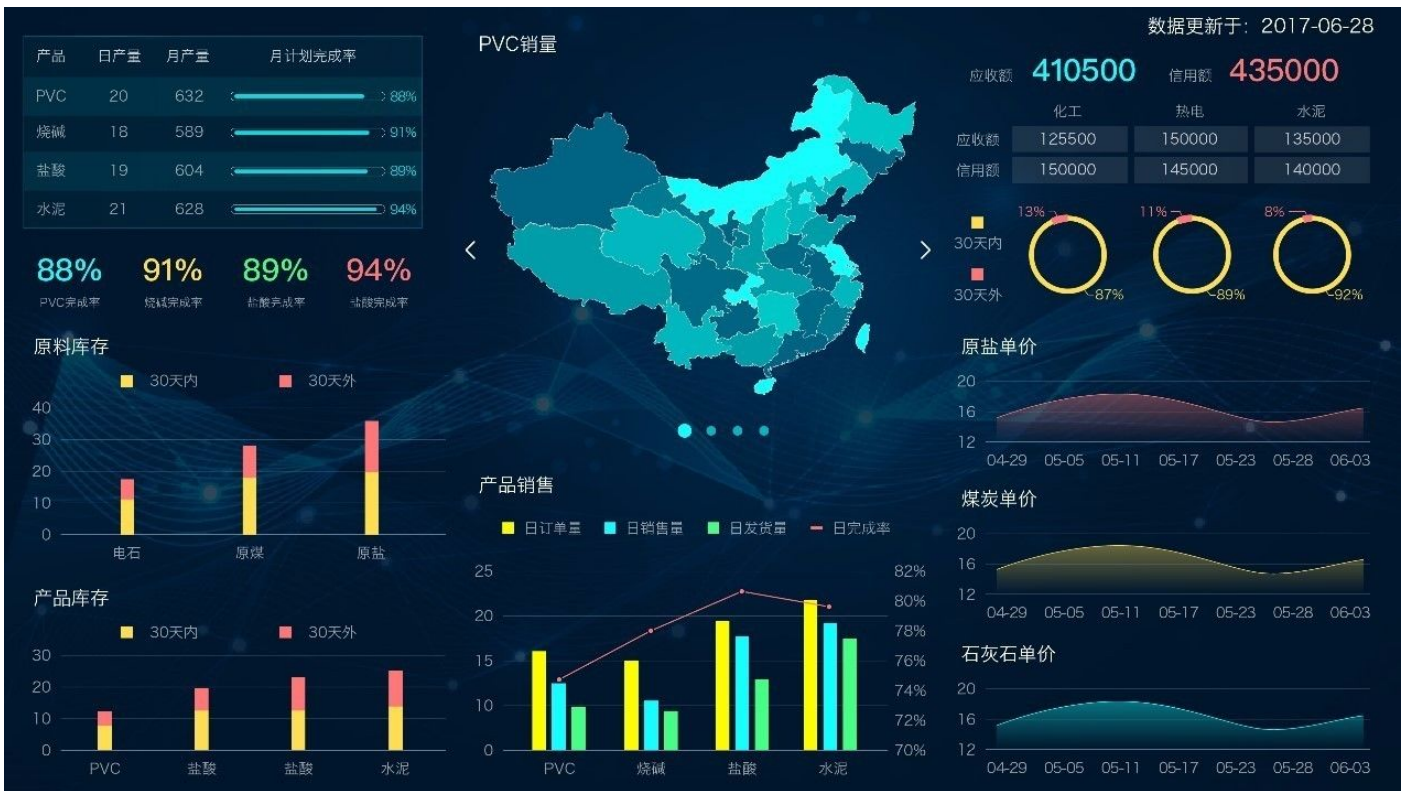 产品 日产量 月产量 月计划完成率
PVC 20 632 88%
烧碱 18 589 91%
盐酸 19 604 89%
水泥 21 628 94%
88% 91% 89% 94%
PVC完成率 烧碱完成率 盐酸完成率 盐酸完成率
原料库存
30天内 30天外
40
30
20
10
0
电石 原煤 原盐
产品库存
30天内 30天外
30
20
10
0
PVC 盐酸 盐酸 水泥
PVC销量
产品销售
日订单量 日销售量 日发货量 日完成率
25 82%
80%
20
78%
15 76%
74%
10
72%
0 70%
PVC 烧碱 盐酸 水泥
数据更新于: 2017-06-28
应收额 410500 信用额 435000
化工 热电 水泥
应收额 125500 150000 135000
信用额 150000 145000 140000
13% 11% 8%
30天内
30天外
87% 89% 92%
原盐单价
20
16
12
04-29 05-05 05-11 05-17 05-23 05-28 06-03
煤炭单价
20
16
12
04-29 05-05 05-11 05-17 05-23 05-28 06-03
石灰石单价
20
16
12
04-29 05-05 05-11 05-17 05-23 05-28 06-03